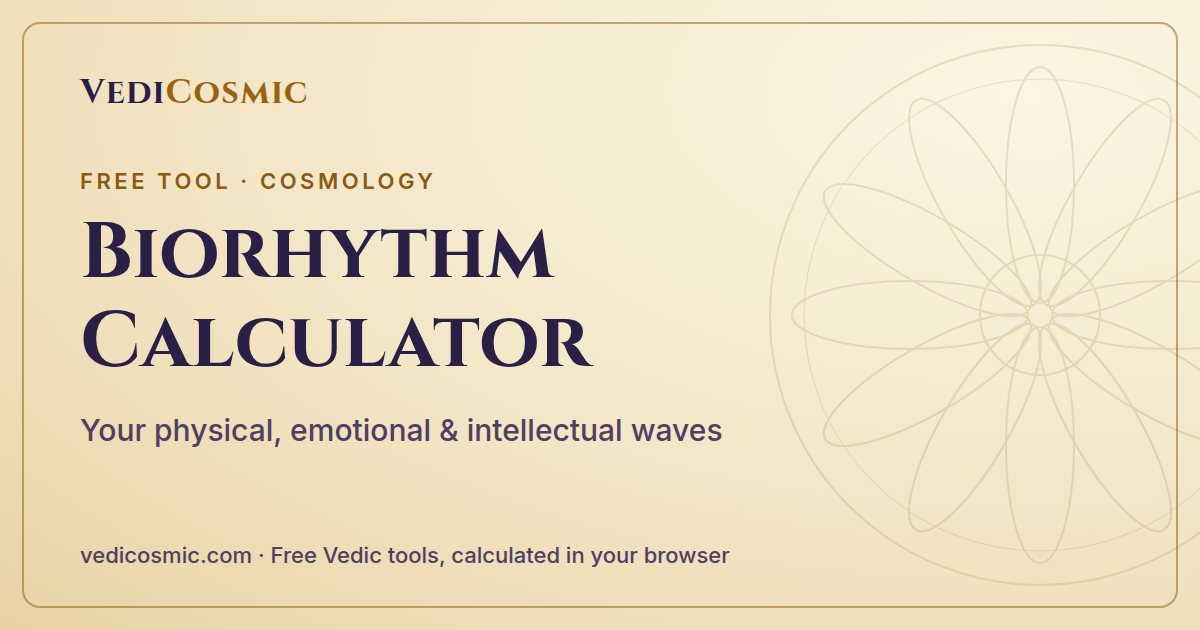 VediCosmic
FREE TOOL · COSMOLOGY
Biorhythm
Calculator
Your physical, emotional & intellectual waves
vedicosmic.com · Free Vedic tools, calculated in your browser